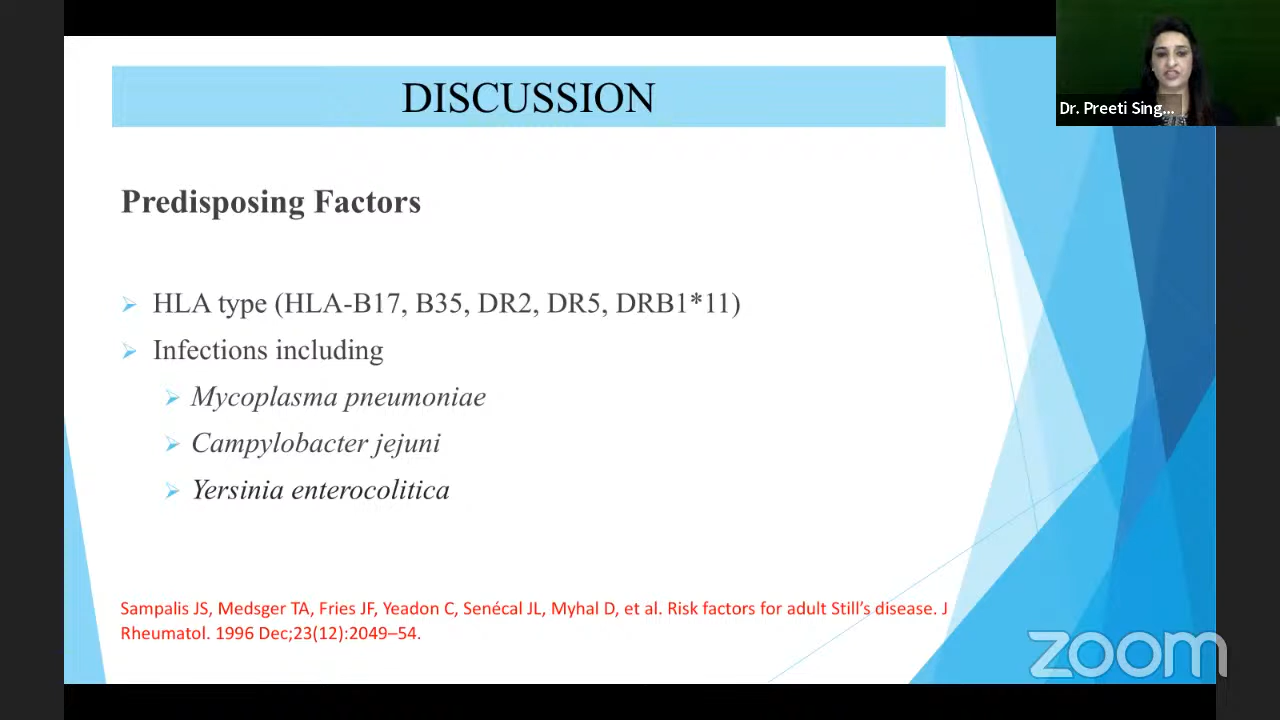 DISCUSSION
Dr. Preeti Sing...
Predisposing Factors
HLA type (HLA-B17, B35, DR2, DR5, DRB1*11)
Infections including
Mycoplasma pneumoniae
Campylobacter jejuni
Yersinia enterocolitica
Sampalis JS, Medsger TA, Fries JF, Yeadon C, Senécal JL, Myhal D, et al. Risk factors for adult Still’s disease. J
Rheumatol. 1996 Dec;23(12):2049–54.
zoom